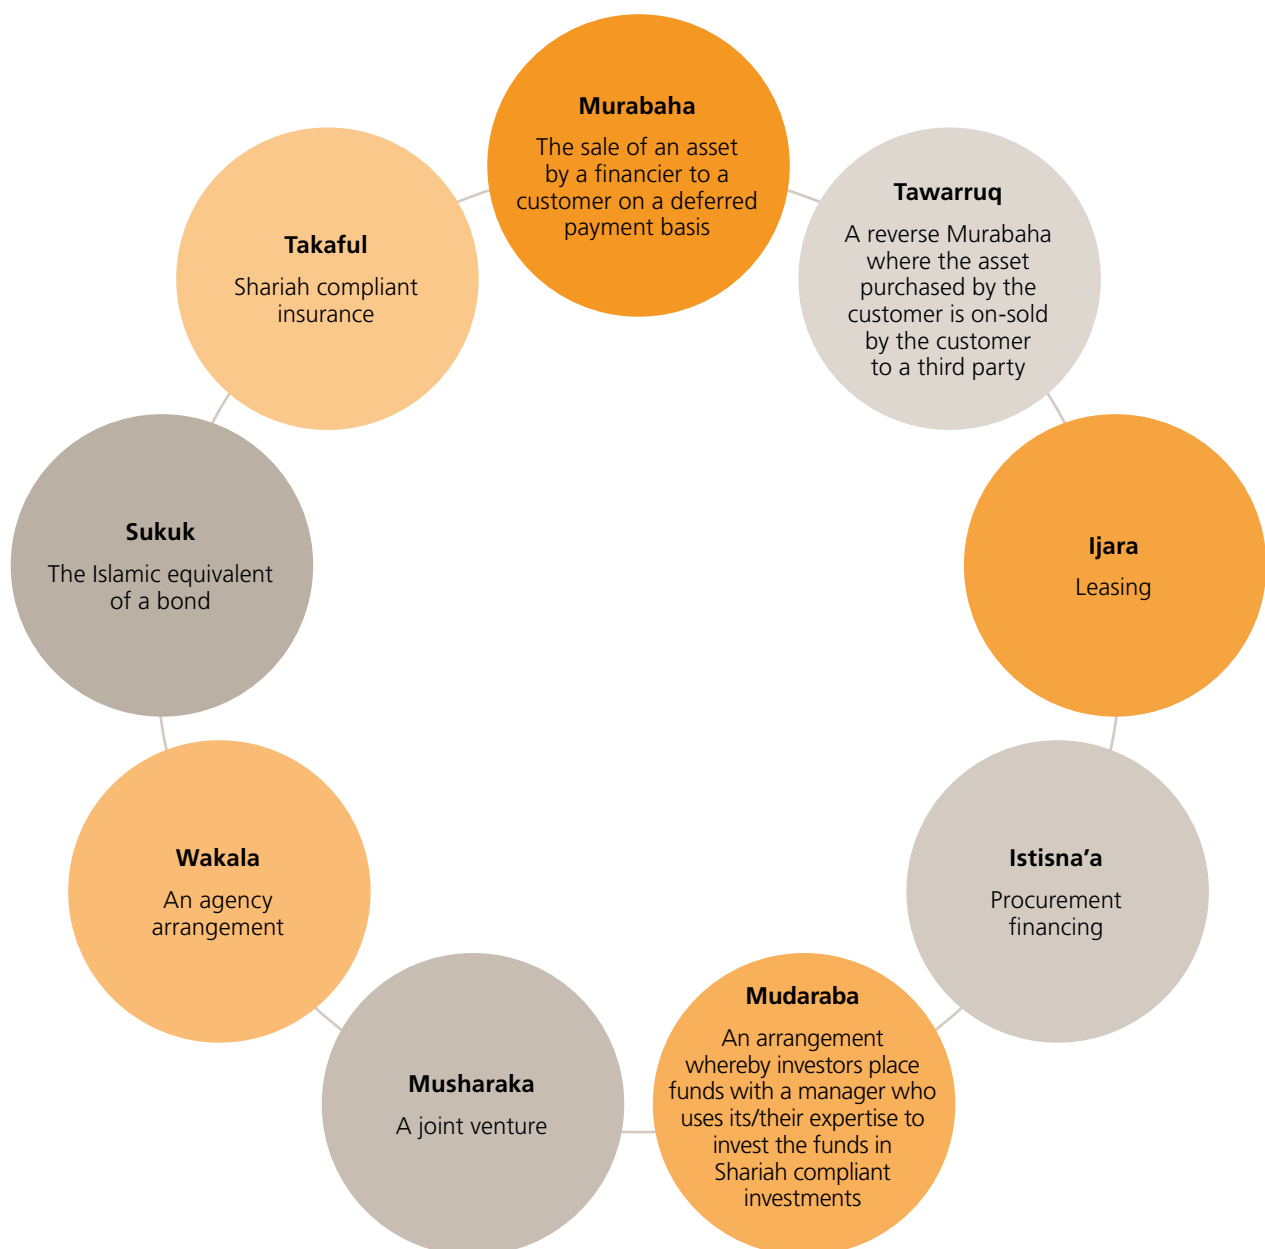 Murabaha
The sale of an asset
by a financier to a
customer on a deferred
payment basis
Tawarruq
A reverse Murabaha
where the asset
purchased by the
customer is on-sold
by the customer
to a third party
Ijara
Leasing
Istisna’a
Procurement
financing
Mudaraba
An arrangement
whereby investors place
funds with a manager who
uses its/their expertise to
invest the funds in
Shariah compliant
investments
Musharaka
A joint venture
Wakala
An agency
arrangement
Sukuk
The Islamic equivalent
of a bond
Takaful
Shariah compliant
insurance